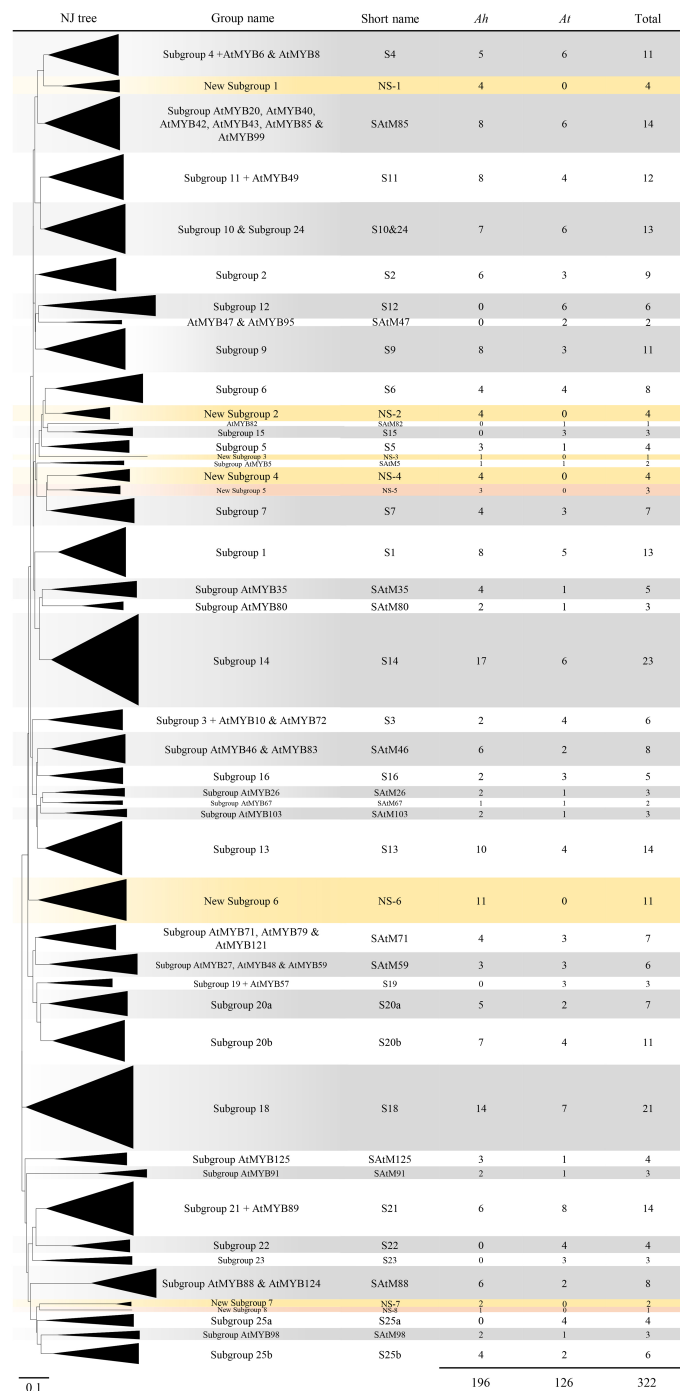 NJ tree Group name Short name Ah At Total
Subgroup 4 +AtMYB6 & AtMYB8 S4 5 6 11
New Subgroup 1 NS-1 4 0 4
Subgroup AtMYB20, AtMYB40,
AtMYB42, AtMYB43, AtMYB85 & SAtM85 8 6 14
AtMYB99
Subgroup 11 + AtMYB49 S11 8 4 12
Subgroup 10 & Subgroup 24 S10&24 7 6 13
Subgroup 2 S2 6 3 9
Subgroup 12 S12 0 6 6
AtMYB47 & AtMYB95 SAtM47 0 2 2
Subgroup 9 S9 8 3 11
Subgroup 6 S6 4 4 8
New Subgroup 2 NS-2 4 0 4
AtMYB82 SAtM82 0 1 1
Subgroup 15 S15 0 3 3
Subgroup 5 S5 3 1 4
New Subgroup 3 NS-3 1 0 1
Subgroup AtMYB5 SAtM5 1 1 2
New Subgroup 4 NS-4 4 0 4
New Subgroup 5 NS-5 3 0 3
Subgroup 7 S7 4 3 7
Subgroup 1 S1 8 5 13
Subgroup AtMYB35 SAtM35 4 1 5
Subgroup AtMYB80 SAtM80 2 1 3
Subgroup 14 S14 17 6 23
Subgroup 3 + AtMYB10 & AtMYB72 S3 2 4 6
Subgroup AtMYB46 & AtMYB83 SAtM46 6 2 8
Subgroup 16 S16 2 3 5
Subgroup AtMYB26 SAtM26 2 1 3
Subgroup AtMYB67 SAtM67 1 1 2
Subgroup AtMYB103 SAtM103 2 1 3
Subgroup 13 S13 10 4 14
New Subgroup 6 NS-6 11 0 11
Subgroup AtMYB71, AtMYB79 &
AtMYB121 SAtM71 4 3 7
Subgroup AtMYB27, AtMYB48 & AtMYB59 SAtM59 3 3 6
Subgroup 19 + AtMYB57 S19 0 3 3
Subgroup 20a S20a 5 2 7
Subgroup 20b S20b 7 4 11
Subgroup 18 S18 14 7 21
Subgroup AtMYB125 SAtM125 3 1 4
Subgroup AtMYB91 SAtM91 2 1 3
Subgroup 21 + AtMYB89 S21 6 8 14
Subgroup 22 S22 0 4 4
Subgroup 23 S23 0 3 3
Subgroup AtMYB88 & AtMYB124 SAtM88 6 2 8
New Subgroup 7 NS-7 2 0 2
New Subgroup 8 NS-8 1 0 1
Subgroup 25a S25a 0 4 4
Subgroup AtMYB98 SAtM98 2 1 3
Subgroup 25b S25b 4 2 6
0.1 196 126 322